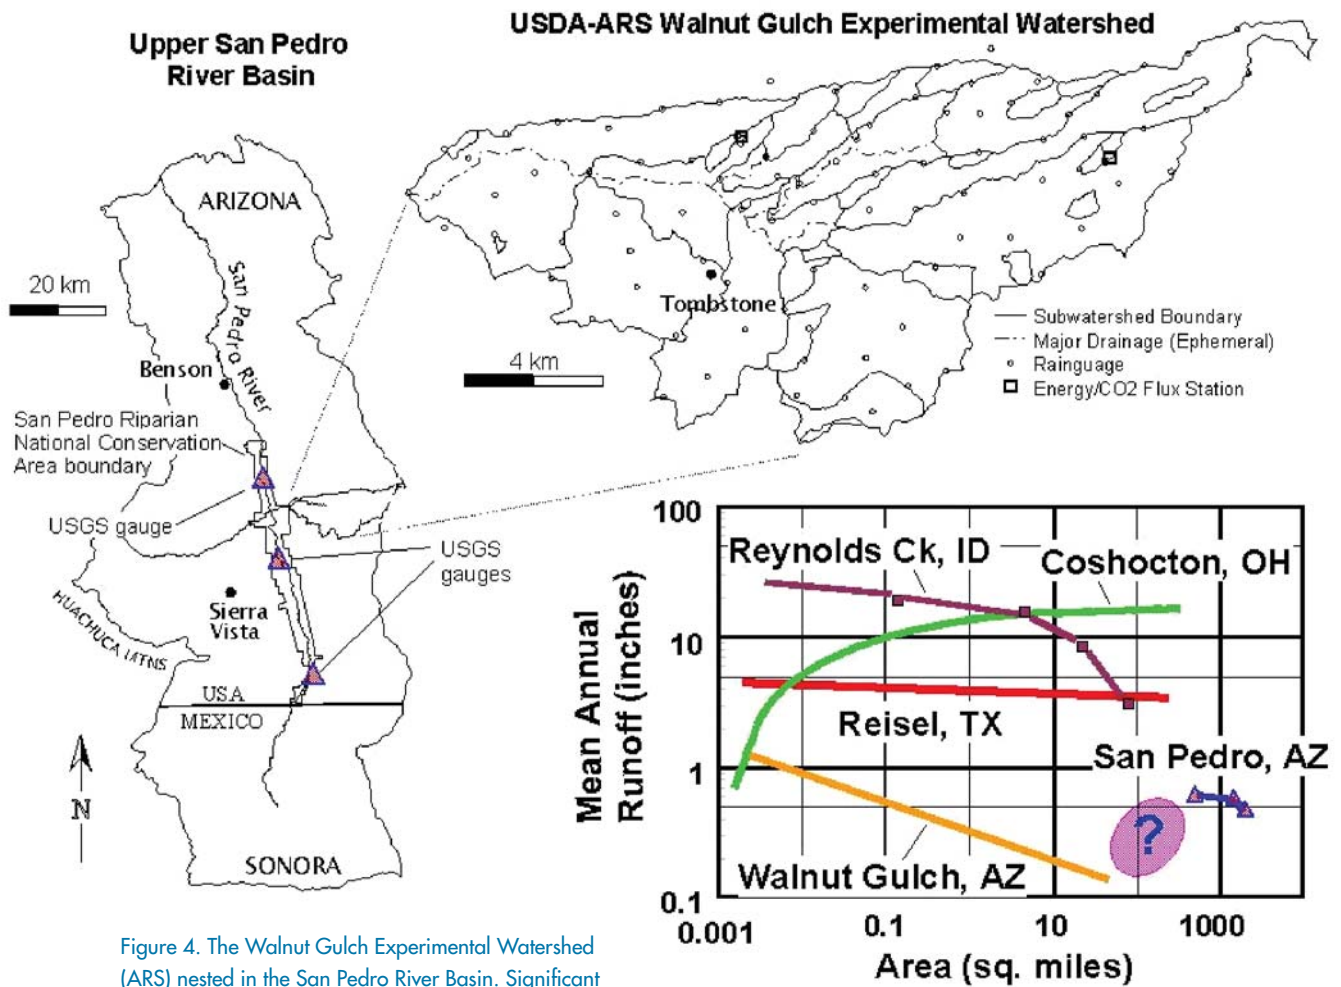 Upper San Pedro
River Basin
USDA-ARS Walnut Gulch Experimental Watershed
ARIZONA
20 km
San Pedro River
Benson
San Pedro Riparian
National Conservation
Area boundary
USGS gauge
USGS
gauges
Sierra
Vista
HUACHUCA MTNS
USA
MEXICO
N
SONORA
Tombstone
4 km
Subwatershed Boundary
Major Drainage (Ephemeral)
Rainguage
Energy/CO2 Flux Station
100
10
1
0.1
Mean Annual
Runoff (inches)
Reynolds Ck, ID
Coshocton, OH
Reisel, TX
San Pedro, AZ
?
Walnut Gulch, AZ
0.001
0.1
10
1000
Area (sq. miles)
Figure 4. The Walnut Gulch Experimental Watershed
(ARS) nested in the San Pedro River Basin. Significant